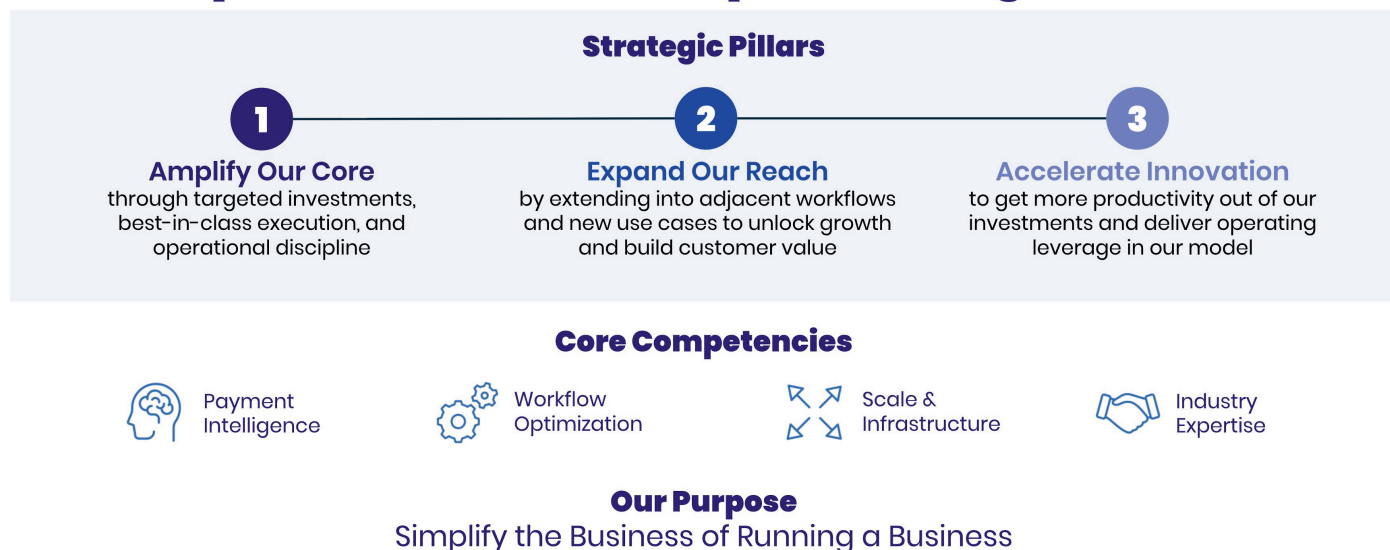 Strategic Pillars
1
2
3
Amplify Our Core
through targeted investments,
best-in-class execution, and
operational discipline
Expand Our Reach
by extending into adjacent workflows
and new use cases to unlock growth
and build customer value
Accelerate Innovation
to get more productivity out of our
investments and deliver operating
leverage in our model
Core Competencies
Payment
Intelligence
Workflow
Optimization
Scale &
Infrastructure
Industry
Expertise
Our Purpose
Simplify the Business of Running a Business